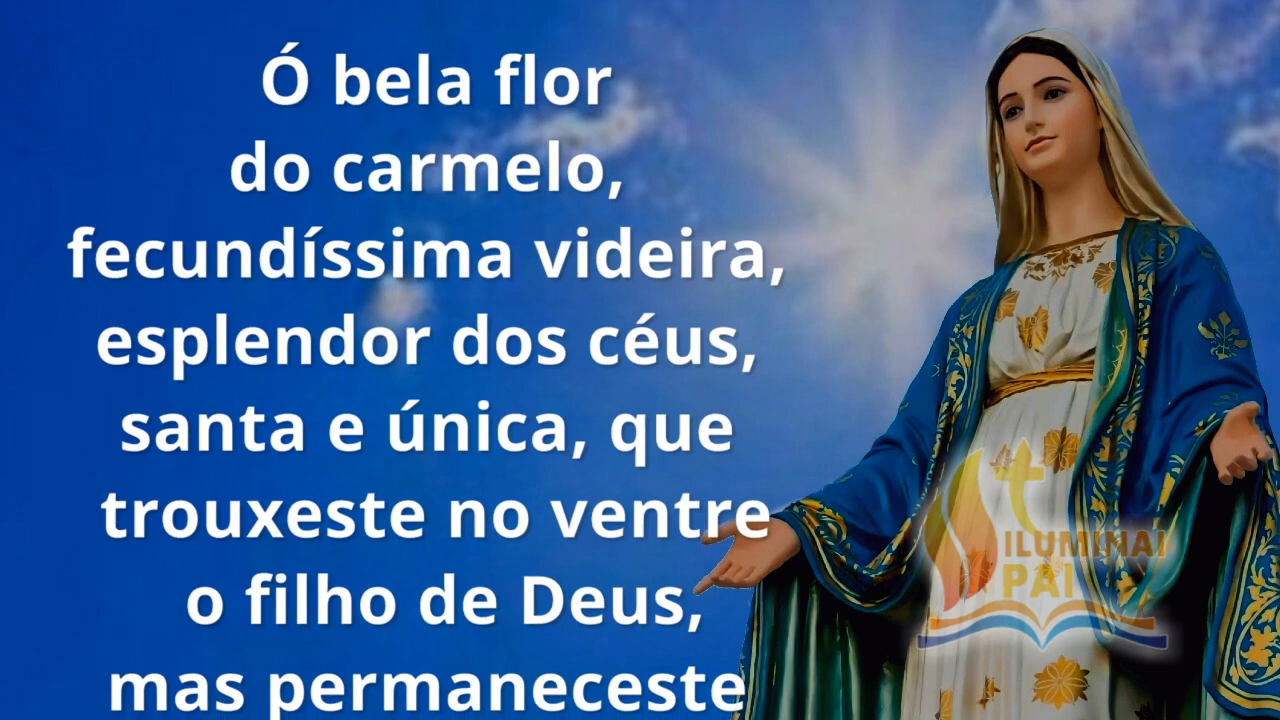 Ó bela flor
do carmelo,
fecundíssima videira,
esplendor dos céus,
santa e única, que
trouxeste no ventre
o filho de Deus,
mas permaneceste
ILUMINAI
PAI